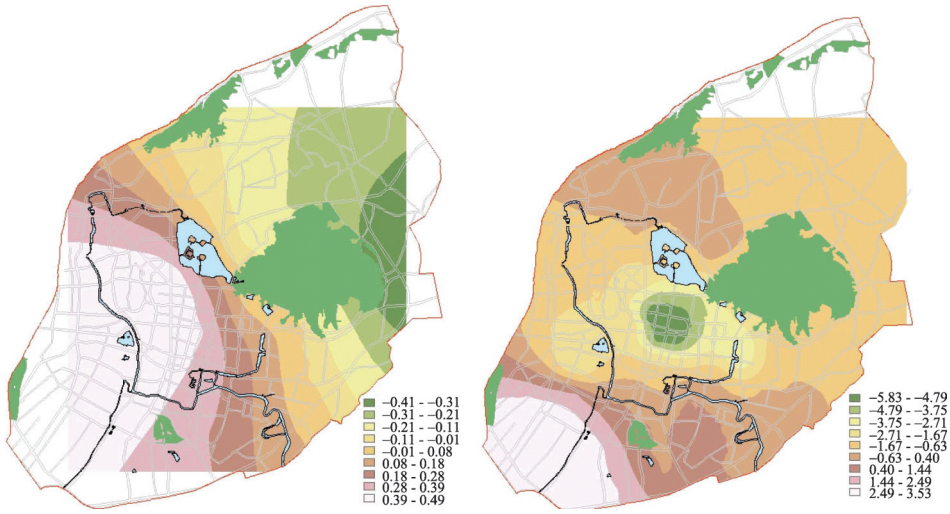 −0.41 - −0.31
−0.31 - −0.21
−0.21 - −0.11
−0.11 - −0.01
−0.01 - 0.08
0.08 - 0.18
0.18 - 0.28
0.28 - 0.39
0.39 - 0.49
−5.83 - −4.79
−4.79 - −3.75
−3.75 - −2.71
−2.71 - −1.67
−1.67 - −0.63
−0.63 - 0.40
0.40 - 1.44
1.44 - 2.49
2.49 - 3.53